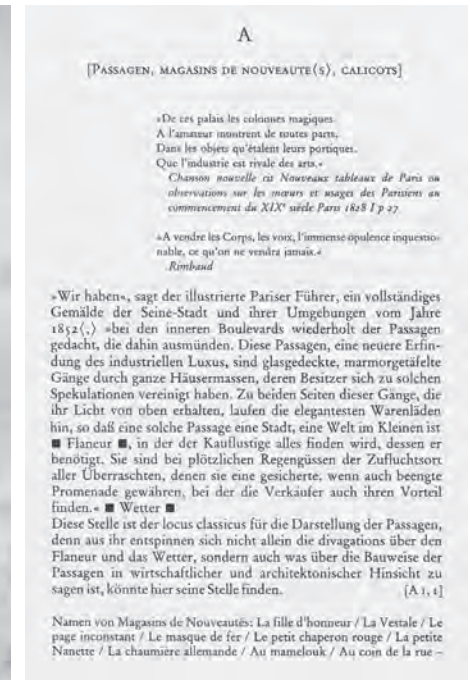 A
[PASSAGEN, MAGASINS DE NOUVEAUTE⟨S⟩, CALICOTS]
»De ces palais les colonnes magiques
A l'amateur montrent de toutes parts,
Dans les objets qu'étalent leurs portiques,
Que l'industrie est rivale des arts.«
Chanson nouvelle cit Nouveaux tableaux de Paris ou
observations sur les mœurs et usages des Parisiens au
commencement du XIXᵉ siècle Paris 1828 I p 27
»A vendre les Corps, les voix, l'immense opulence inquestio-
nable, ce qu'on ne vendra jamais.«
Rimbaud
»Wir haben«, sagt der illustrierte Pariser Führer, ein vollständiges
Gemälde der Seine-Stadt und ihrer Umgebungen vom Jahre
1852⟨,⟩ »bei den inneren Boulevards wiederholt der Passagen
gedacht, die dahin ausmünden. Diese Passagen, eine neuere Erfin-
dung des industriellen Luxus, sind glasgedeckte, marmorgetäfelte
Gänge durch ganze Häusermassen, deren Besitzer sich zu solchen
Spekulationen vereinigt haben. Zu beiden Seiten dieser Gänge, die
ihr Licht von oben erhalten, laufen die elegantesten Warenläden
hin, so daß eine solche Passage eine Stadt, eine Welt im Kleinen ist
■ Flaneur ■, in der der Kauflustige alles finden wird, dessen er
benötigt. Sie sind bei plötzlichen Regengüssen der Zufluchtsort
aller Überraschten, denen sie eine gesicherte, wenn auch beengte
Promenade gewähren, bei der die Verkäufer auch ihren Vorteil
finden.« ■ Wetter ■
Diese Stelle ist der locus classicus für die Darstellung der Passagen,
denn aus ihr entspinnen sich nicht allein die divagations über den
Flaneur und das Wetter, sondern auch was über die Bauweise der
Passagen in wirtschaftlicher und architektonischer Hinsicht zu
sagen ist, könnte hier seine Stelle finden. [A 1, 1]
Namen von Magasins de Nouveautés: La fille d'honneur / La Vestale / Le
page inconstant / Le masque de fer / Le petit chaperon rouge / La petite
Nanette / La chaumière allemande / Au mamelouk / Au coin de la rue –